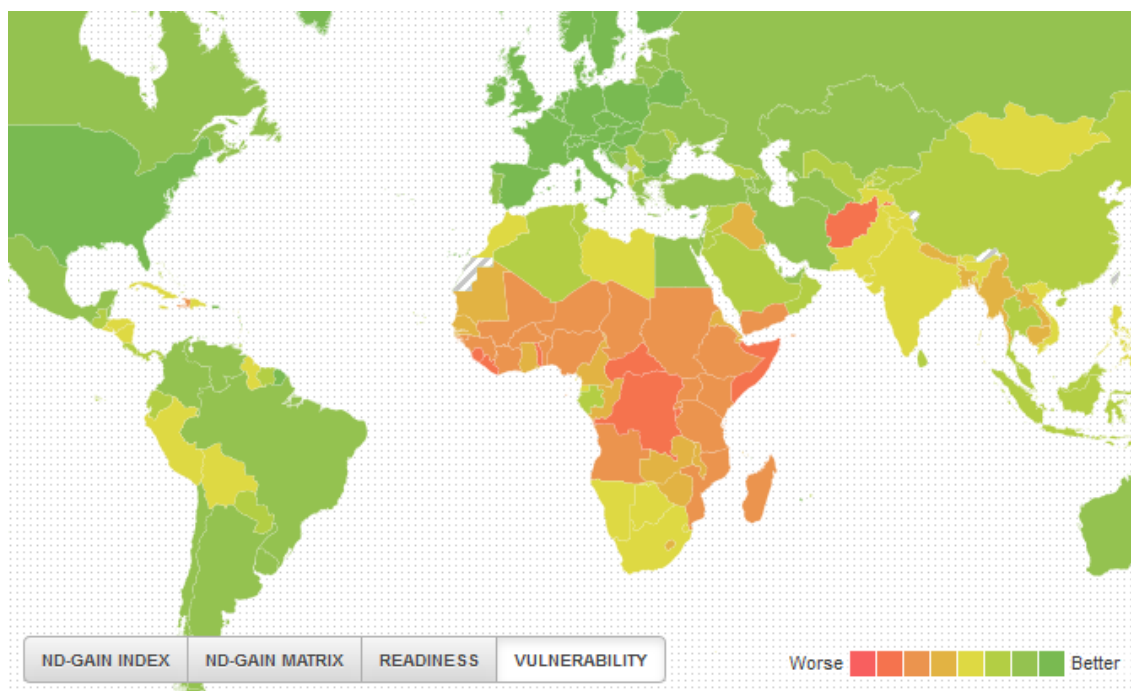 ND-GAIN INDEX
ND-GAIN MATRIX
READINESS
VULNERABILITY
Worse
Better